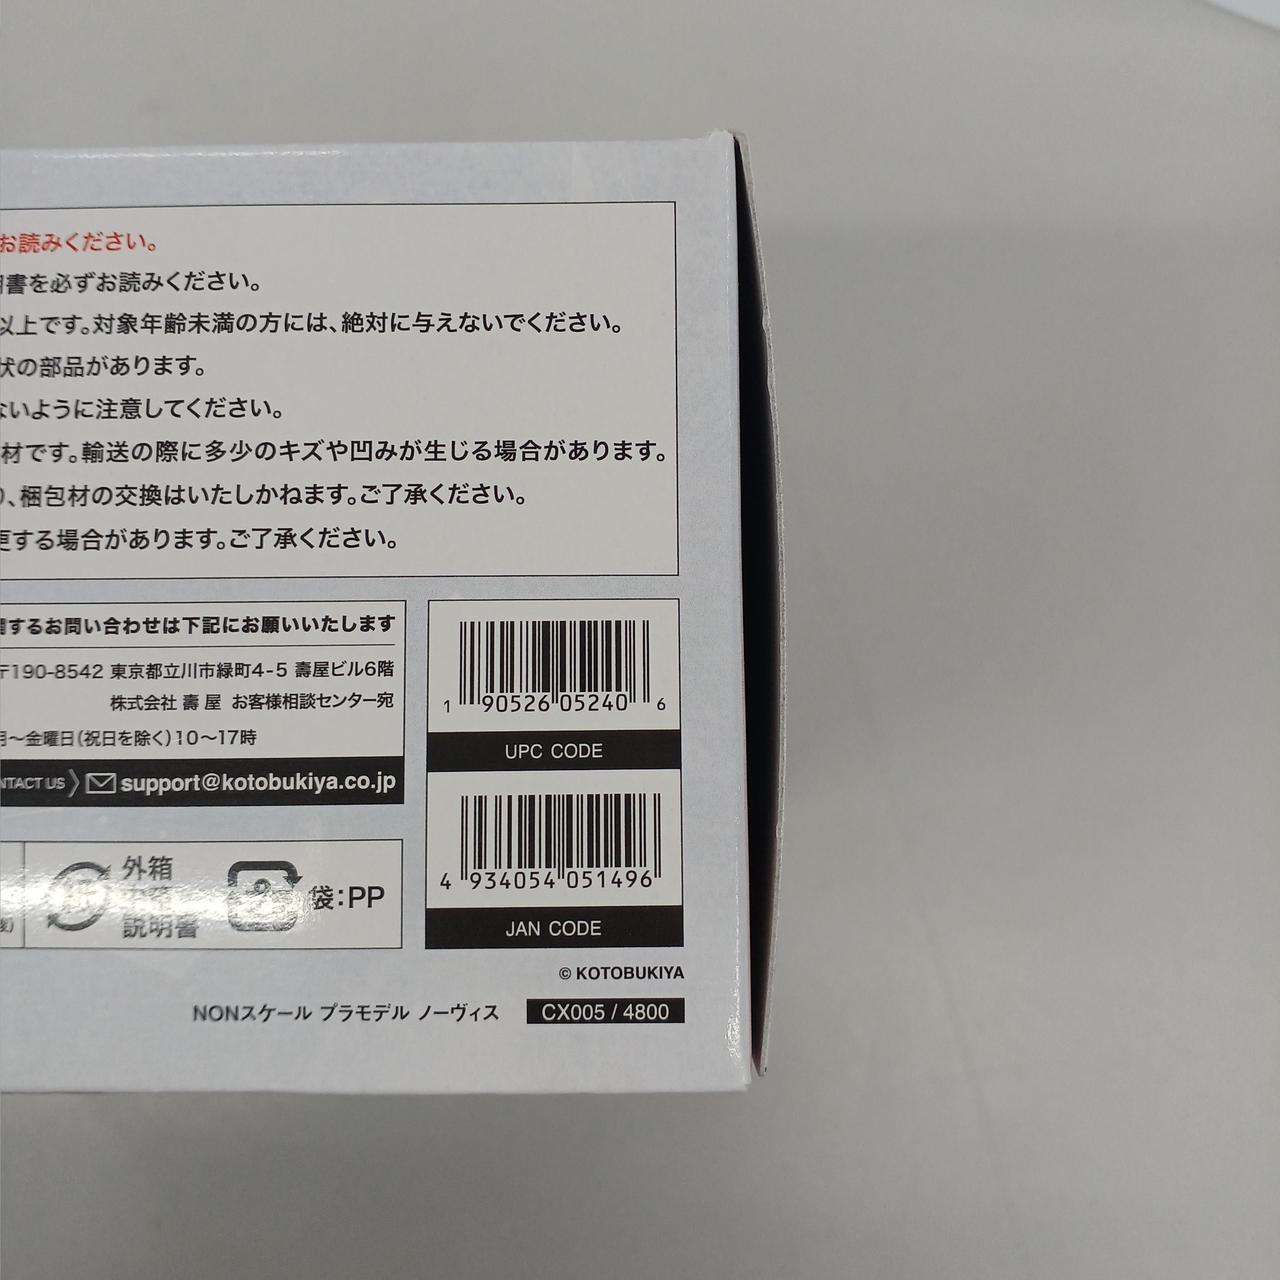 お読みください。
書を必ずお読みください。
以上です。対象年齢未満の方には、絶対に与えないでください。
状の部品があります。
ないように注意してください。
材です。輸送の際に多少のキズや凹みが生じる場合があります。
、梱包材の交換はいたしかねます。ご了承ください。
更する場合があります。ご了承ください。
するお問い合わせは下記にお願いいたします
〒190-8542 東京都立川市緑町4-5 壽屋ビル6階
株式会社 壽 屋 お客様相談センター宛
月〜金曜日(祝日を除く)10〜17時
NTACT US support@kotobukiya.co.jp
外箱
説明書
袋:PP
1 90526 05240 6
UPC CODE
4 934054 051496
JAN CODE
© KOTOBUKIYA
NONスケール プラモデル ノーヴィス CX005 / 4800